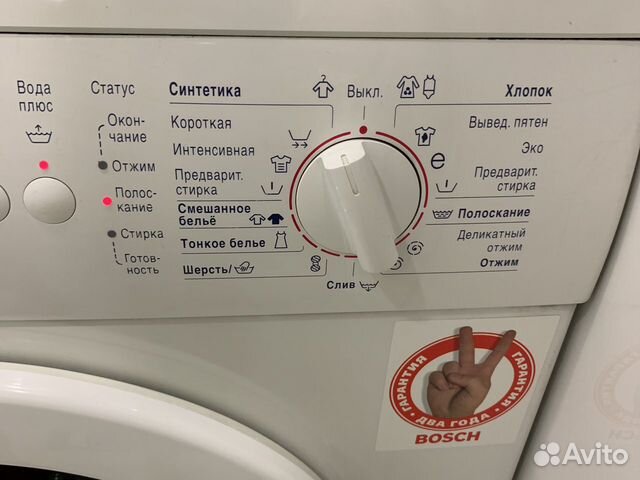 Вода
плюс
Статус
Окон-
чание
Отжим
Полос-
кание
Стирка
Готов-
ность
Синтетика
Короткая
Интенсивная
Предварит.
стирка
Смешанное
бельё
Тонкое белье
Шерсть/
Слив
Выкл.
Хлопок
Вывед. пятен
Эко
e
Предварит.
стирка
Полоскание
Деликатный
отжим
Отжим
ГАРАНТИЯ
ГАРАНТИЯ
ДВА ГОДА
BOSCH
Avito